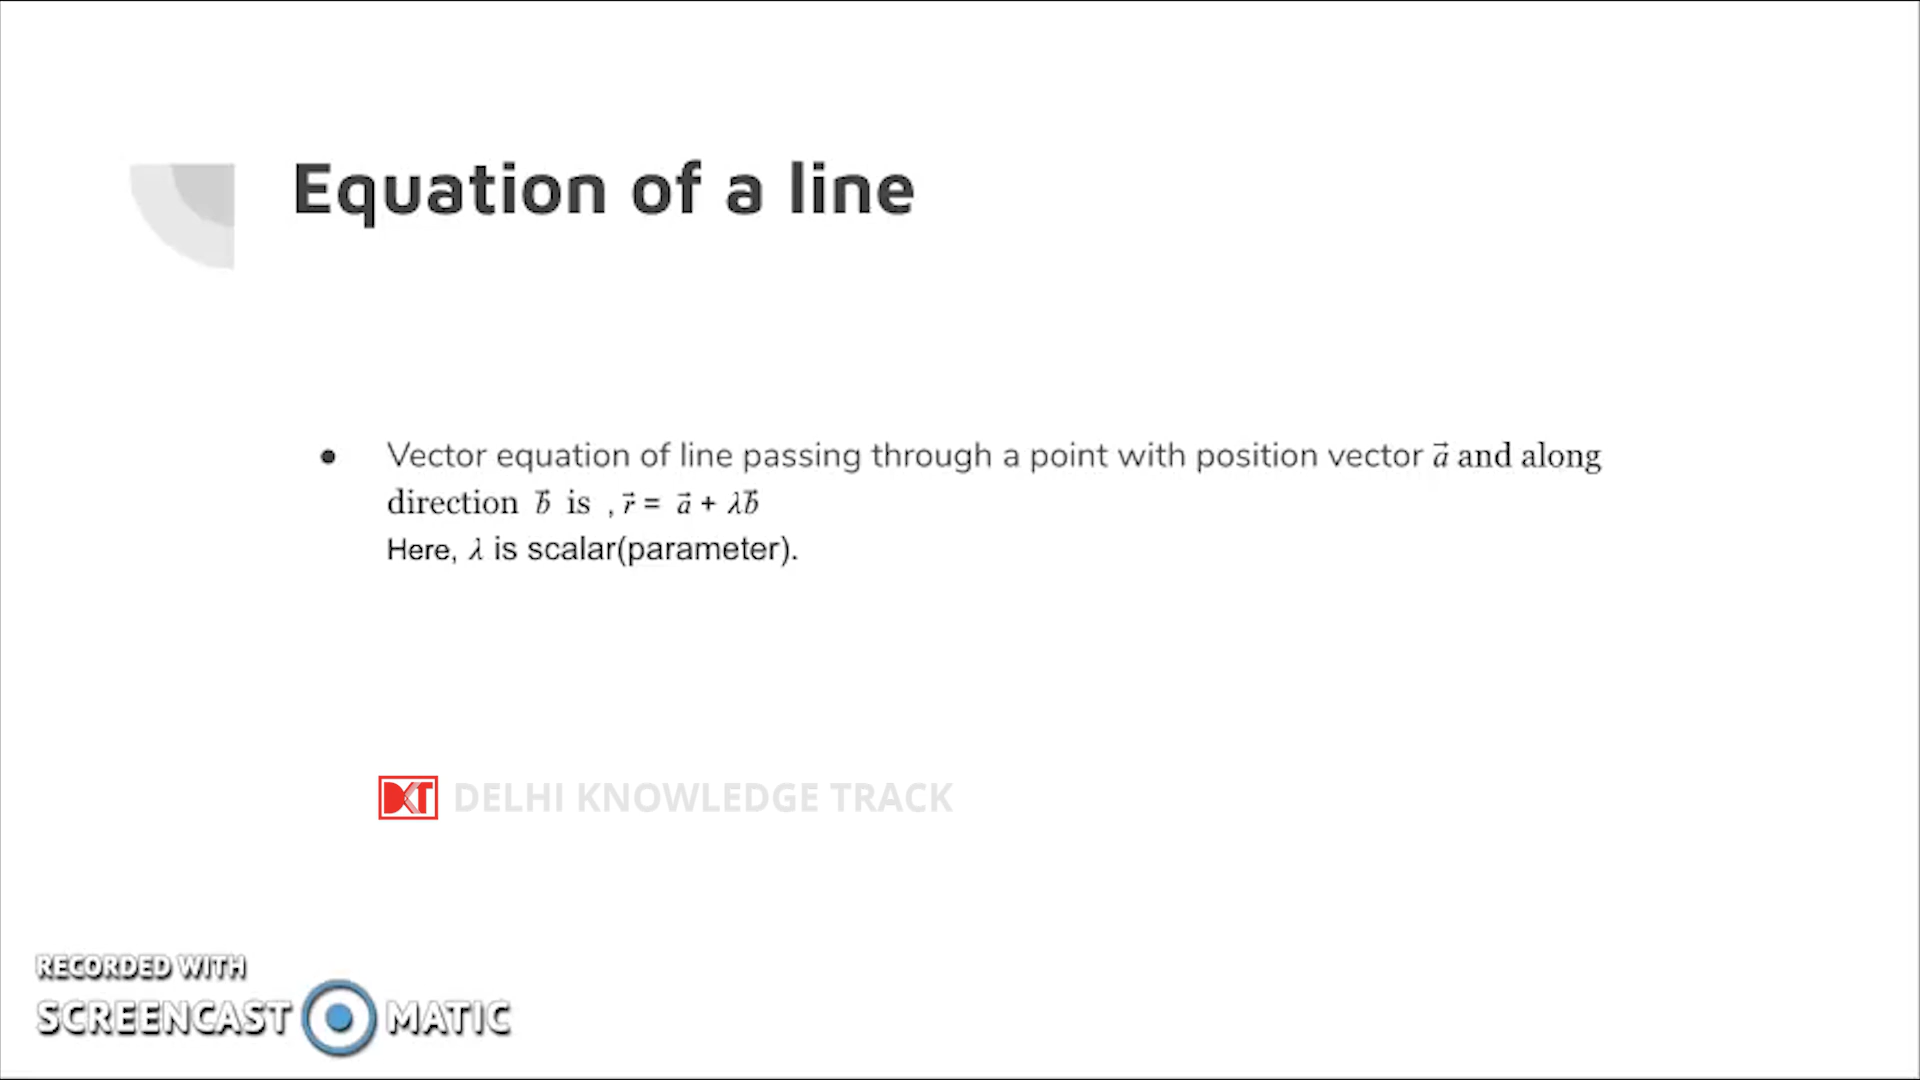 Equation of a line
● Vector equation of line passing through a point with position vector a⃗ and along
direction b⃗ is , r⃗ = a⃗ + λb⃗
Here, λ is scalar(parameter).
DKT DELHI KNOWLEDGE TRACK
RECORDED WITH
SCREENCAST MATIC